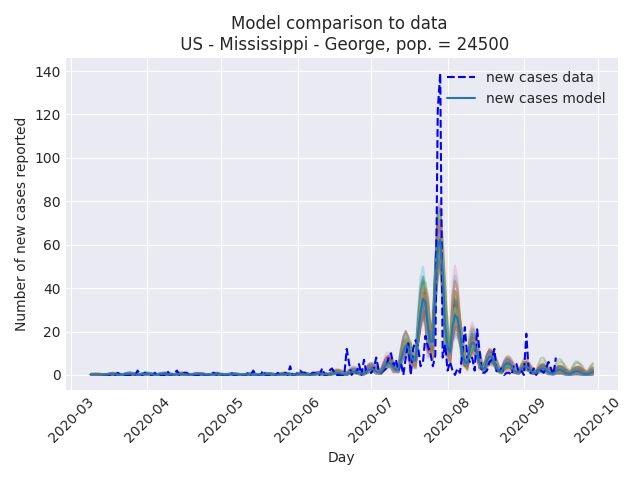 Model comparison to data
US - Mississippi - George, pop. = 24500
new cases data
new cases model
Number of new cases reported
140
120
100
80
60
40
20
0
2020-03
2020-04
2020-05
2020-06
2020-07
2020-08
2020-09
2020-10
Day